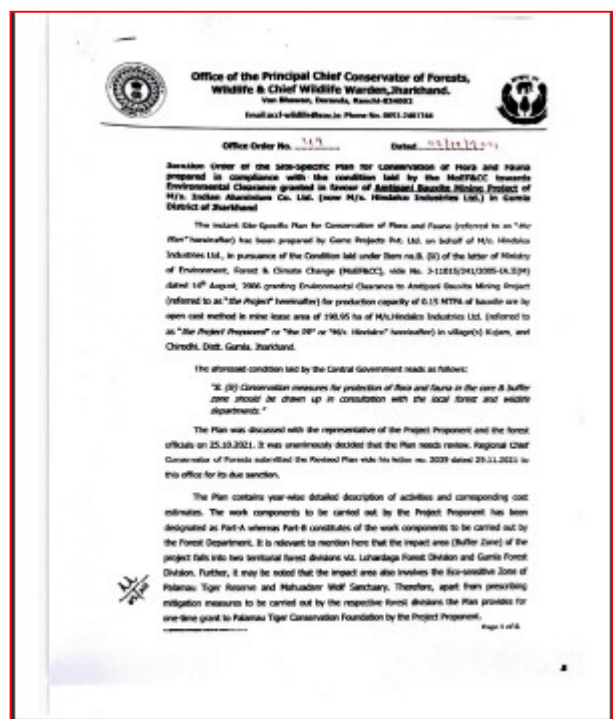 Office of the Principal Chief Conservator of Forests,
Wildlife & Chief Wildlife Warden,Jharkhand.
Van Bhawan, Doranda, Ranchi-834002
Phone No. 0651-2481744
Office Order No. 49 Dated
Sanction Order of the Site-Specific Plan for Conservation of Flora and Fauna
prepared in compliance with the condition laid by the MoEF&CC towards
Environmental Clearance granted in favour of Amtipani Bauxite Mining Project of
M/s. Indian Aluminium Co. Ltd. (now M/s. Hindalco Industries Ltd.) in Gumla
District of Jharkhand
The instant Site-Specific Plan for Conservation of Flora and Fauna (referred to as "the
Plan" hereinafter) has been prepared by Geme Projects Pvt. Ltd. on behalf of M/s. Hindalco
Industries Ltd., in pursuance of the Condition laid under Item no.B. (iii) of the letter of Ministry
of Environment, Forest & Climate Change (MoEF&CC), vide No. J-11015/241/2005-IA.II(M)
dated 14th August, 2006 granting Environmental Clearance to Amtipani Bauxite Mining Project
(referred to as "the Project" hereinafter) for production capacity of 0.15 MTPA of bauxite ore by
open cast method in mine lease area of 190.95 ha of M/s.Hindalco Industries Ltd. (referred
to as "the Project Proponent" or "the PP" or "M/s. Hindalco" hereinafter) in village(s) Kujam, and
Chirodih, Distt. Gumla, Jharkhand.
The aforesaid condition laid by the Central Government reads as follows:
"B. (iii) Conservation measures for protection of flora and fauna in the core & buffer
zone should be drawn up in consultation with the local forest and wildlife
departments."
The Plan was discussed with the representative of the Project Proponent and the forest
officials on 25.10.2021. It was unanimously decided that the Plan needs review. Regional Chief
Conservator of Forests submitted the Revised Plan vide his letter no. 2039 dated 29.11.2021 to
this office for its due sanction.
The Plan contains year-wise detailed description of activities and corresponding cost
estimates. The work components to be carried out by the Project Proponent has been
designated as Part-A whereas Part-B constitutes of the work components to be carried out by
the Forest Department. It is relevant to mention here that the impact area (Buffer Zone) of the
project falls into two territorial forest divisions viz. Lohardaga Forest Division and Gumla Forest
Division. Further, it may be noted that the impact area also involves the Eco-sensitive Zone of
Palamau Tiger Reserve and Mahuadanr Wolf Sanctuary. Therefore, apart from prescribing
mitigation measures to be carried out by the respective forest divisions the Plan provides for
one-time grant to Palamau Tiger Conservation Foundation by the Project Proponent.
Page 1 of 6